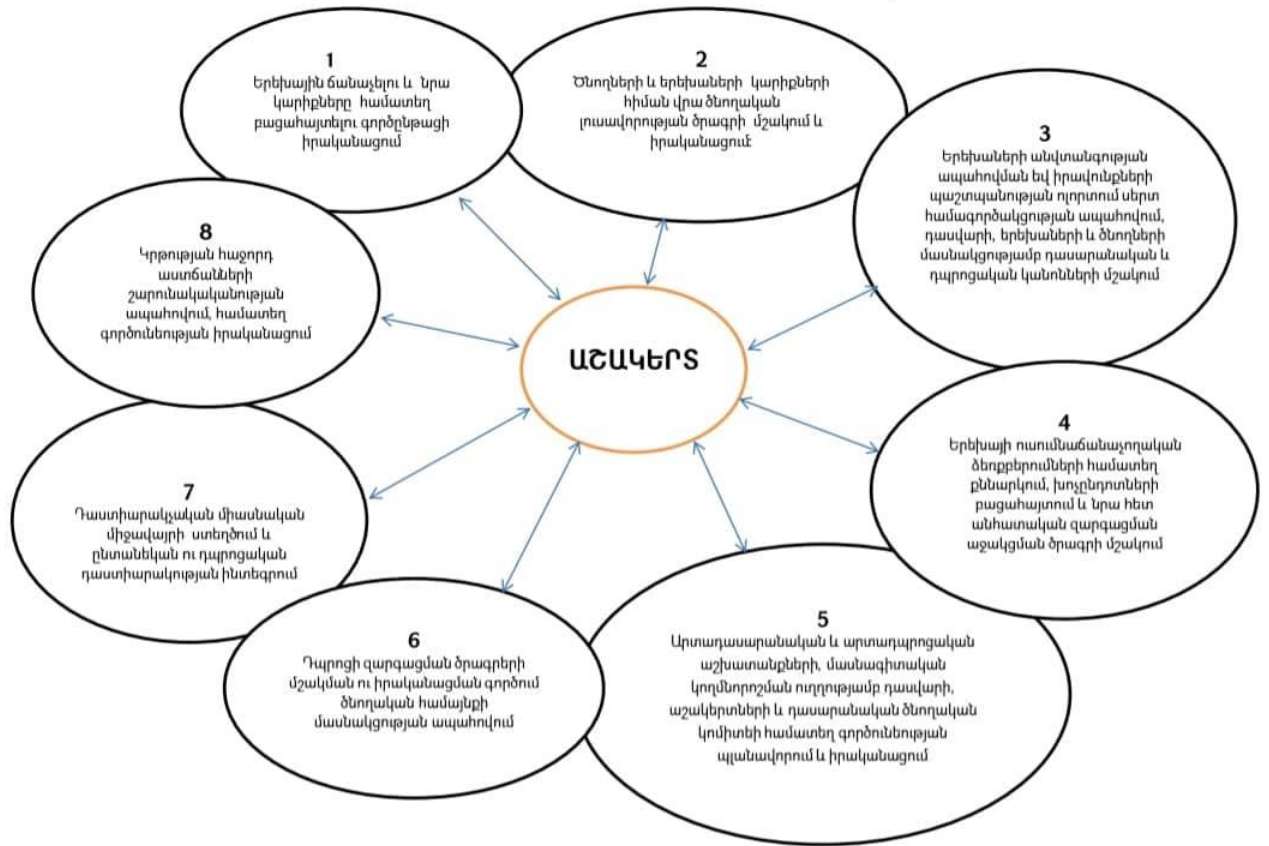 1
Երեխային ճանաչելու և նրա
կարիքները համատեղ
բացահայտելու գործընթացի
իրականացում
2
Ծնողների և երեխաների կարիքների
հիման վրա ծնողական
լուսավորության ծրագրի մշակում և
իրականացում:
3
Երեխաների անվտանգության
ապահովման եվ իրավունքների
պաշտպանության ոլորտում սերտ
համագործակցության ապահովում,
դասվարի, երեխաների և ծնողների
մասնակցությամբ դասարանական և
դպրոցական կանոնների մշակում
4
Երեխայի ուսումնաճանաչողական
ձեռքբերումների համատեղ
քննարկում, խոչընդոտների
բացահայտում և նրա հետ
անհատական զարգացման
աջակցման ծրագրի մշակում
5
Արտադասարանական և արտադպրոցական
աշխատանքների, մասնագիտական
կողմնորոշման ուղղությամբ դասվարի,
աշակերտների և դասարանական ծնողական
կոմիտեի համատեղ գործունեության
պլանավորում և իրականացում
6
Դպրոցի զարգացման ծրագրերի
մշակման ու իրականացման գործում
ծնողական համայնքի
մասնակցության ապահովում
7
Դաստիարակչական միասնական
միջավայրի ստեղծում և
ընտանեկան ու դպրոցական
դաստիարակության ինտեգրում
8
Կրթության հաջորդ
աստճանների
շարունակականության
ապահովում, համատեղ
գործունեության իրականացում
ԱՇԱԿԵՐՏ